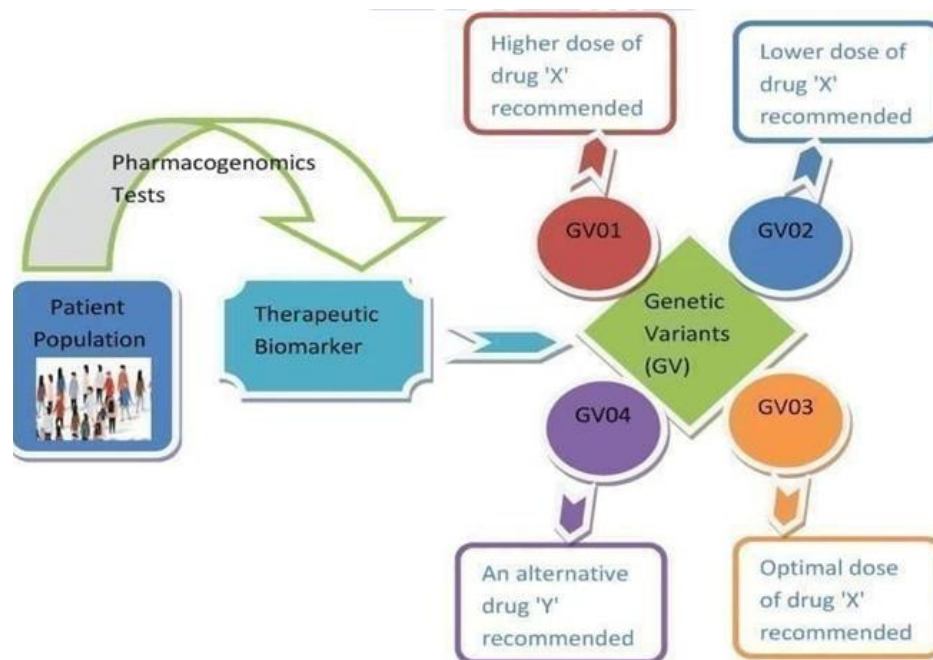 Higher dose of
drug 'X'
recommended
Lower dose of
drug 'X'
recommended
Pharmacogenomics
Tests
GV01
GV02
Patient
Population
Therapeutic
Biomarker
Genetic
Variants
(GV)
GV04
GV03
An alternative
drug 'Y'
recommended
Optimal dose
of drug 'X'
recommended